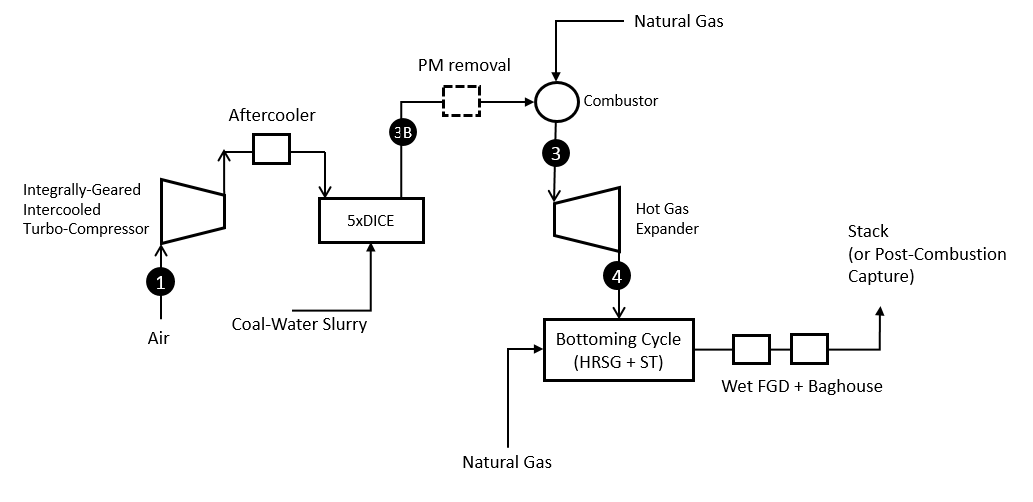 Natural Gas
PM removal
Combustor
Aftercooler
3B
3
Integrally-Geared
Intercooled
Turbo-Compressor
5xDICE
Hot Gas
Expander
Stack
(or Post-Combustion
Capture)
1
4
Air
Coal-Water Slurry
Bottoming Cycle
(HRSG + ST)
Wet FGD + Baghouse
Natural Gas